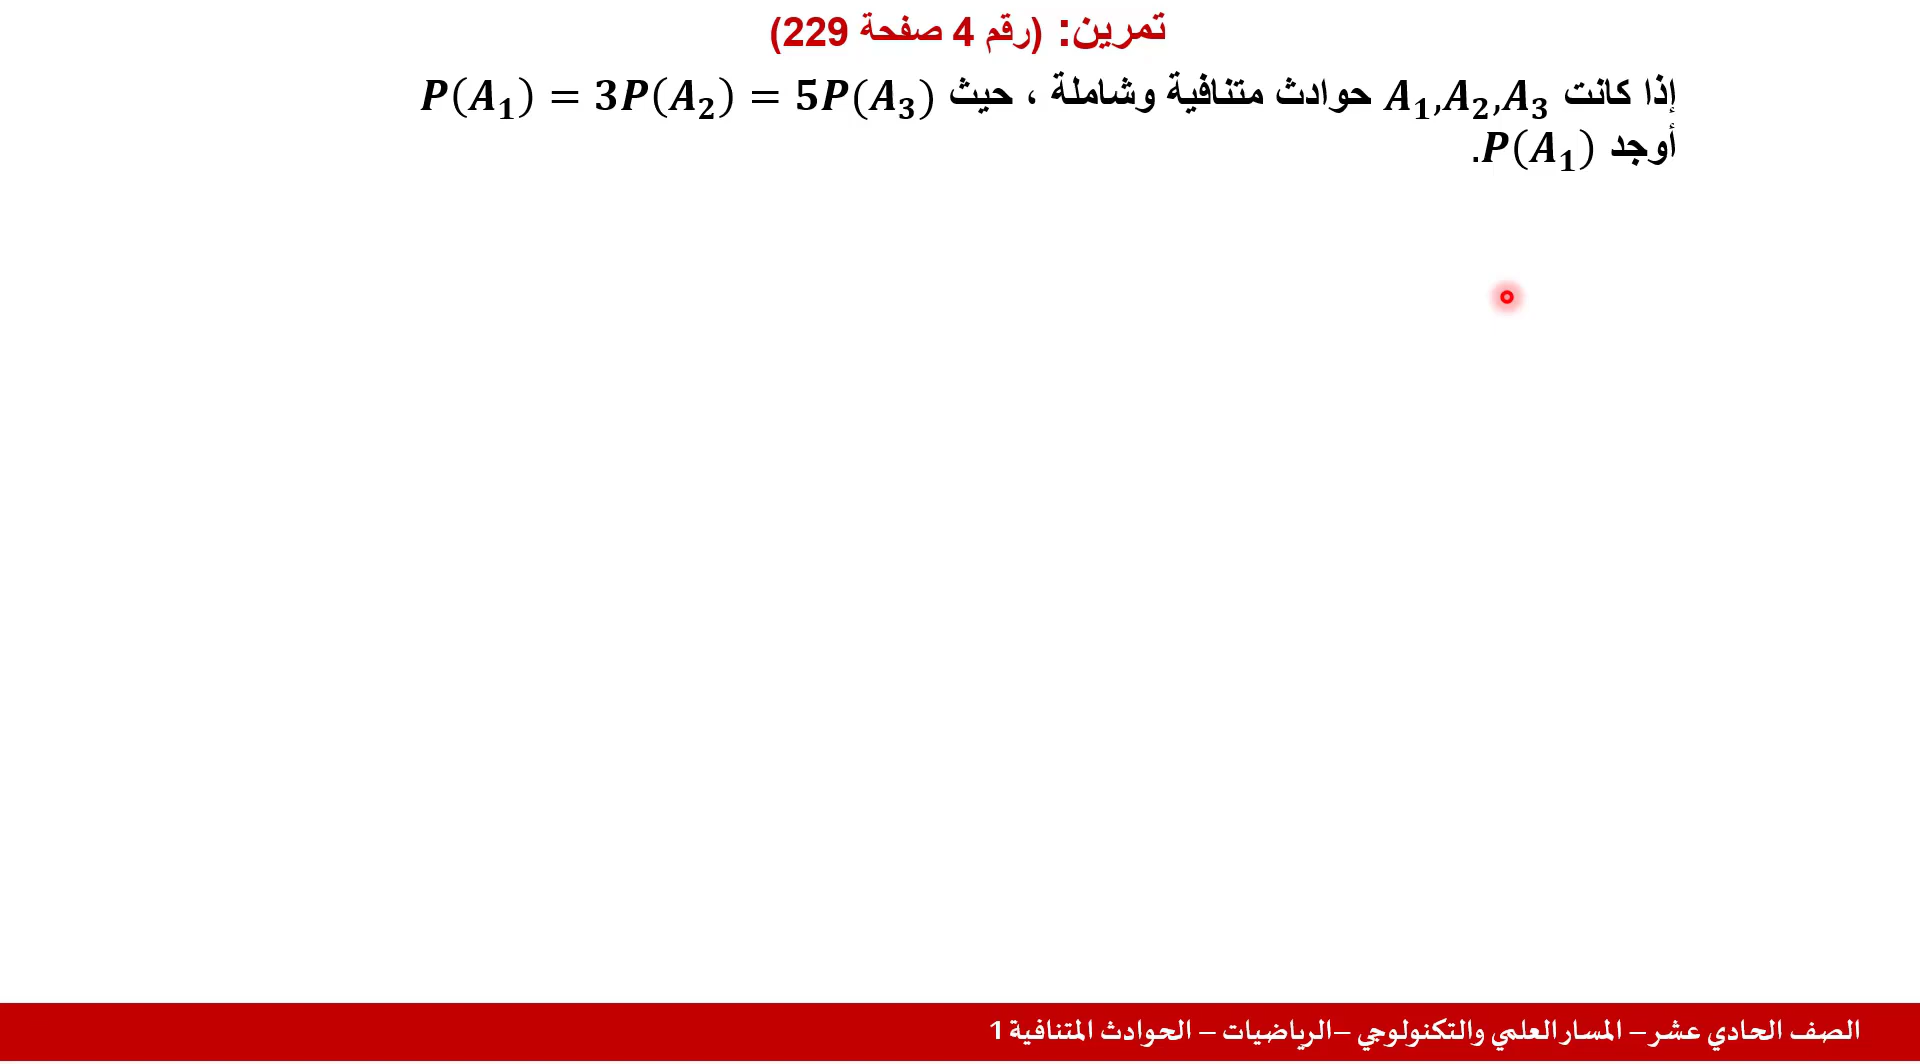 تمرين: (رقم 4 صفحة 229)
إذا كانت A₁,A₂,A₃ حوادث متنافية وشاملة ، حيث P(A₁) = 3P(A₂) = 5P(A₃)
أوجد P(A₁).
الصف الحادي عشر – المسار العلمي والتكنولوجي –الرياضيات – الحوادث المتنافية 1